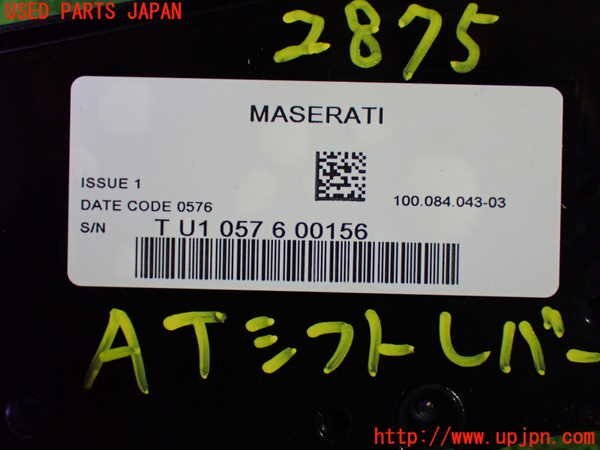 USED PARTS JAPAN
2875
MASERATI
ISSUE 1
DATE CODE 0576
100.084.043-03
S/N T U1 057 6 00156
ATシフトレバー
http://www.upjpn.com/